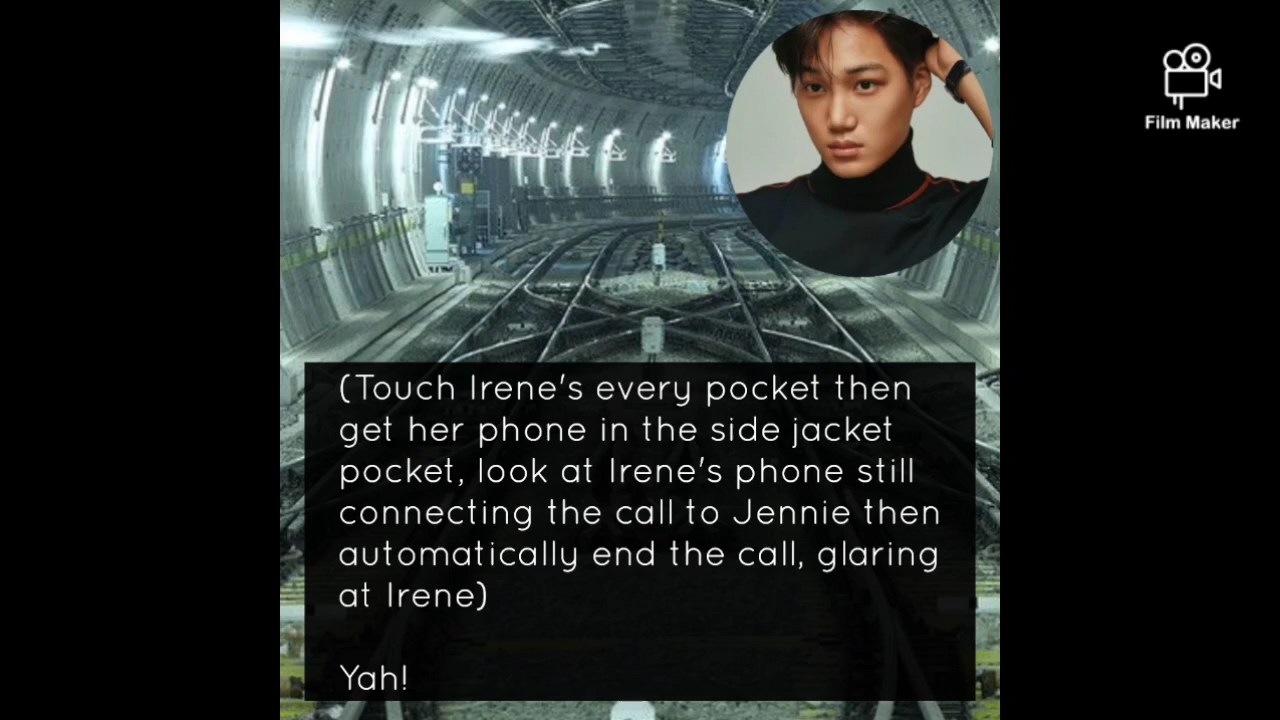 Film Maker
(Touch Irene's every pocket then
get her phone in the side jacket
pocket, look at Irene's phone still
connecting the call to Jennie then
automatically end the call, glaring
at Irene)
Yah!